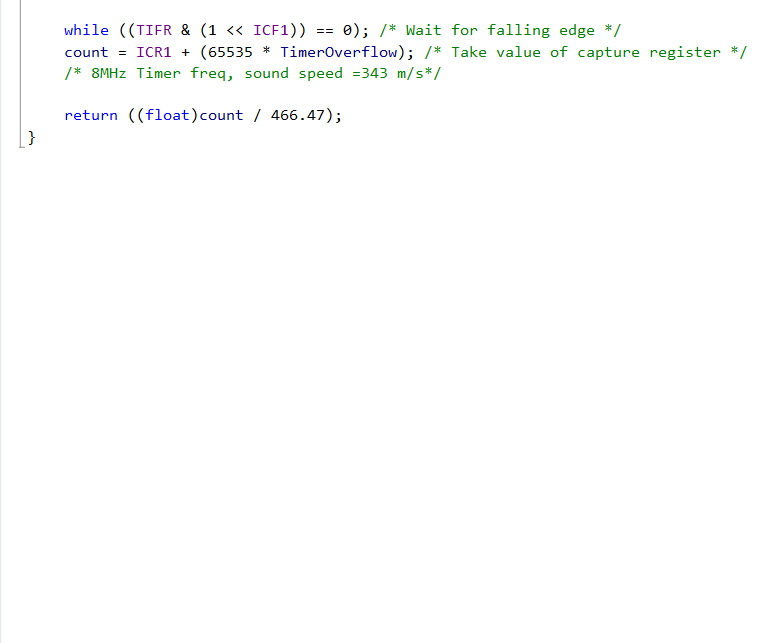 while ((TIFR & (1 << ICF1)) == 0); /* Wait for falling edge */
count = ICR1 + (65535 * TimerOverflow); /* Take value of capture register */
/* 8MHz Timer freq, sound speed =343 m/s*/
return ((float)count / 466.47);
}